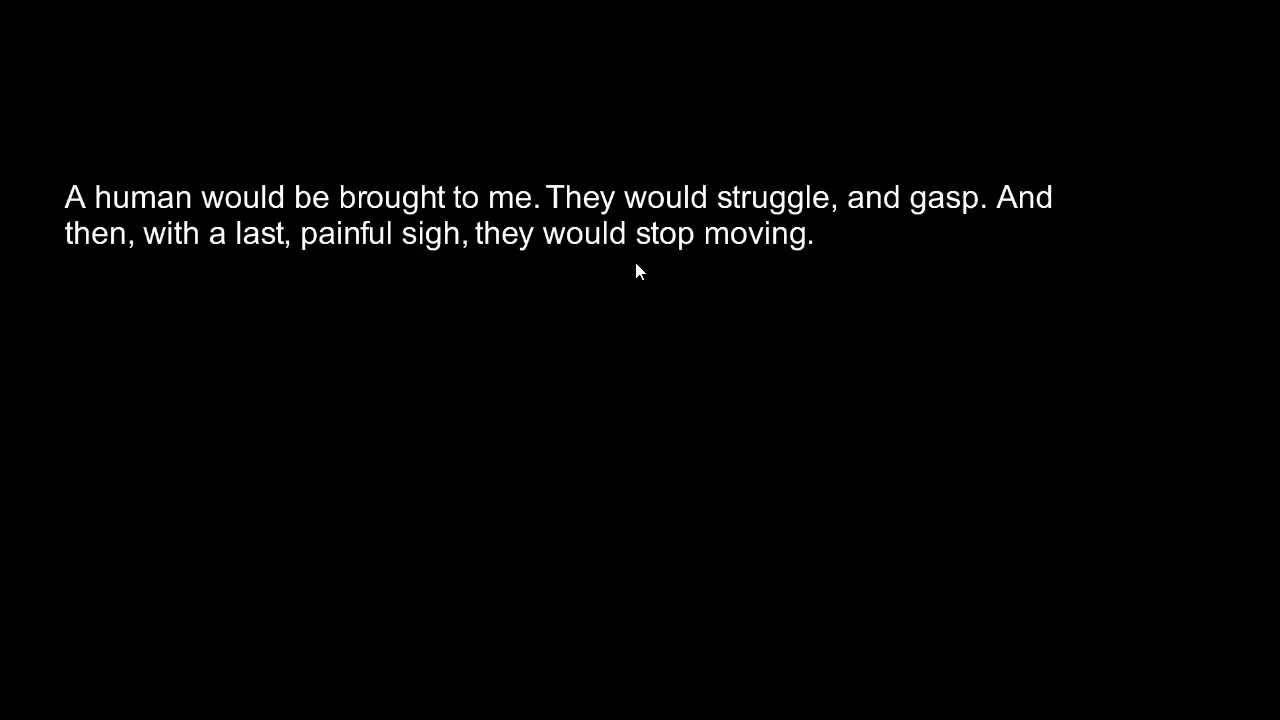 A human would be brought to me. They would struggle, and gasp. And
then, with a last, painful sigh, they would stop moving.